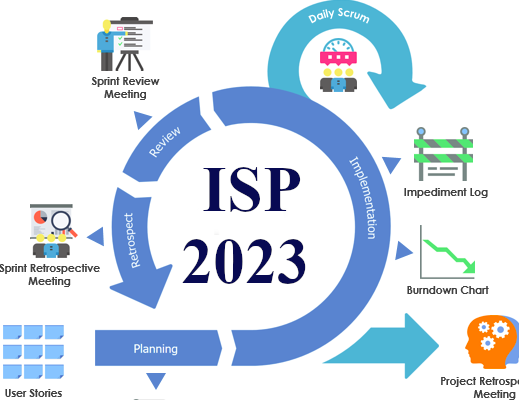 Daily Scrum
Sprint Review
Meeting
Review
Implementation
Impediment Log
ISP
2023
Retrospect
Sprint Retrospective
Meeting
Burndown Chart
Planning
User Stories
Project Retrospe
Meeting